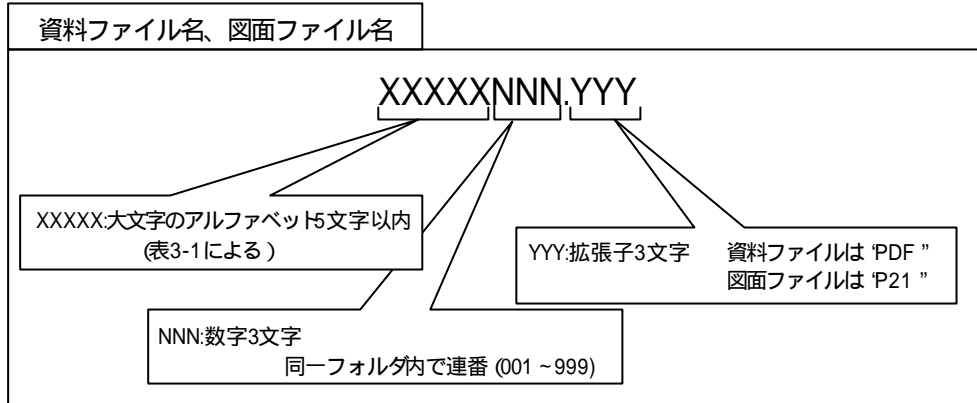 資料ファイル名、図面ファイル名
XXXXXNNN.YYY
XXXXX:大文字のアルファベット5文字以内
(表3-1による)
YYY:拡張子3文字 資料ファイルは“PDF”
図面ファイルは“P21”
NNN:数字3文字
同一フォルダ内で連番(001~999)